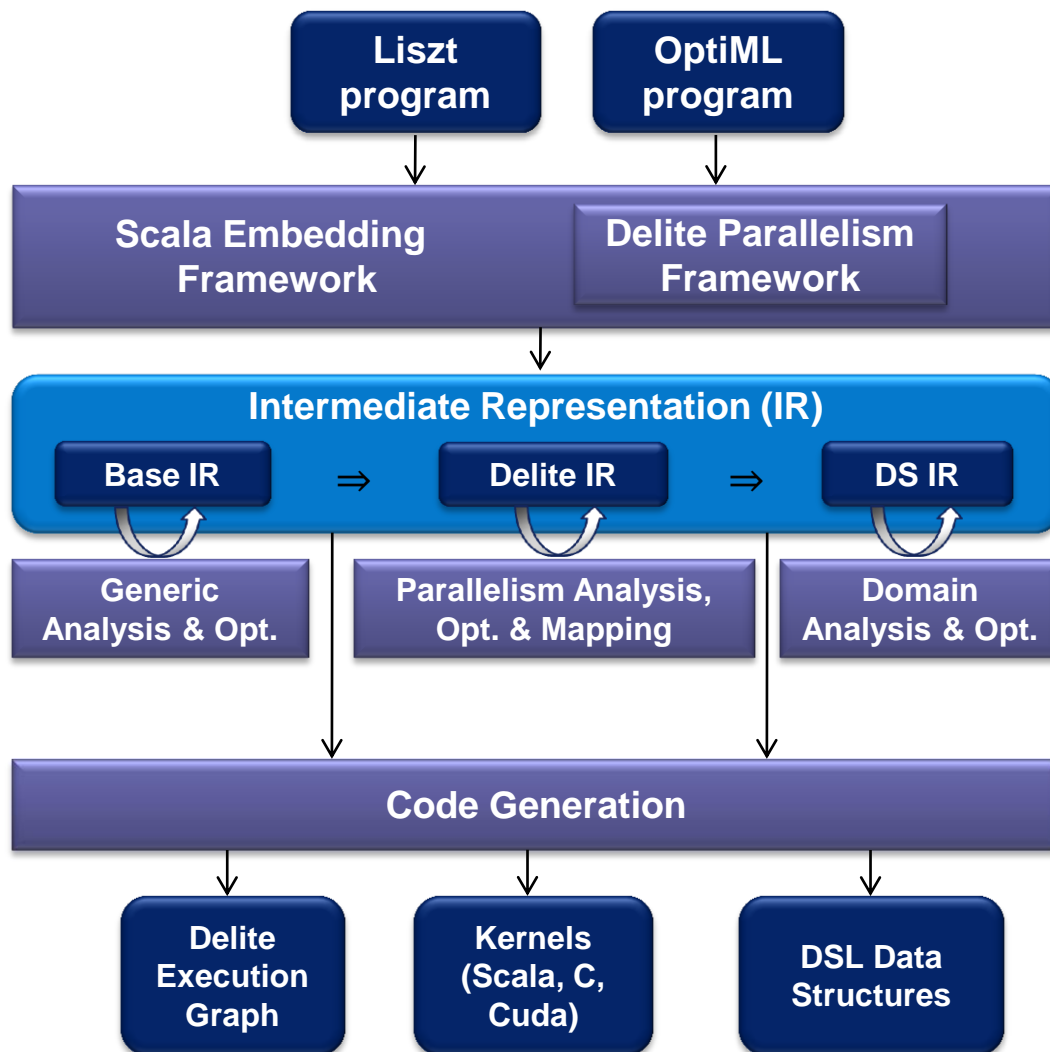 Liszt
program
OptiML
program
Scala Embedding
Framework
Delite Parallelism
Framework
Intermediate Representation (IR)
Base IR
⇒
Delite IR
⇒
DS IR
Generic
Analysis & Opt.
Parallelism Analysis,
Opt. & Mapping
Domain
Analysis & Opt.
Code Generation
Delite
Execution
Graph
Kernels
(Scala, C,
Cuda)
DSL Data
Structures